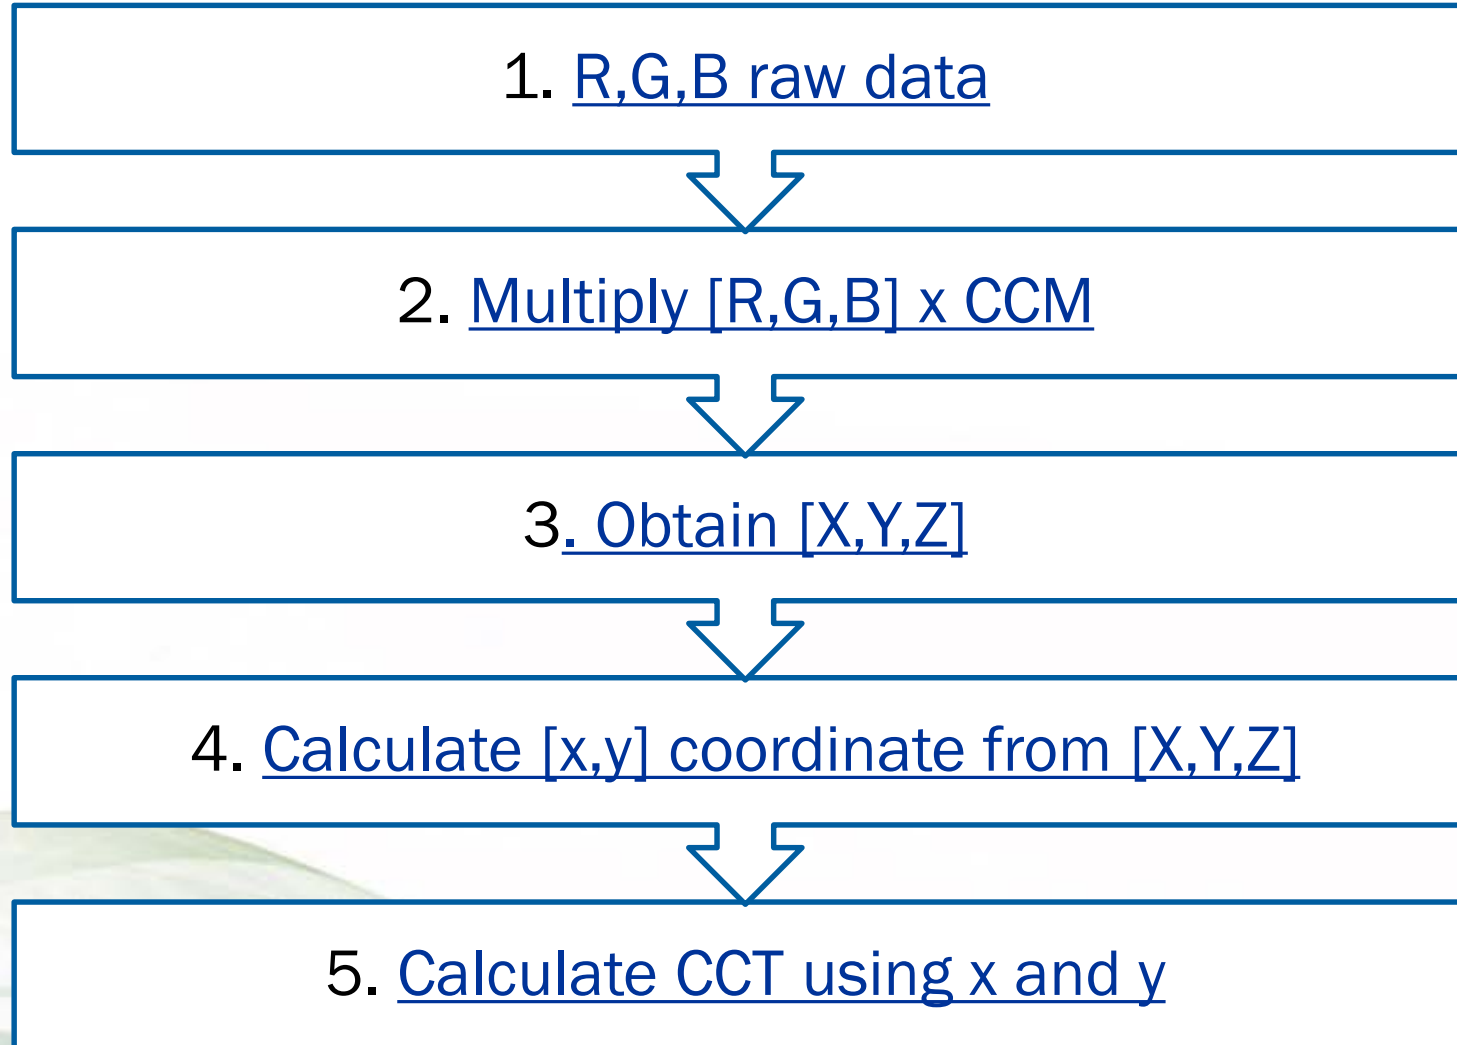 1. R,G,B raw data
2. Multiply [R,G,B] x CCM
3. Obtain [X,Y,Z]
4. Calculate [x,y] coordinate from [X,Y,Z]
5. Calculate CCT using x and y